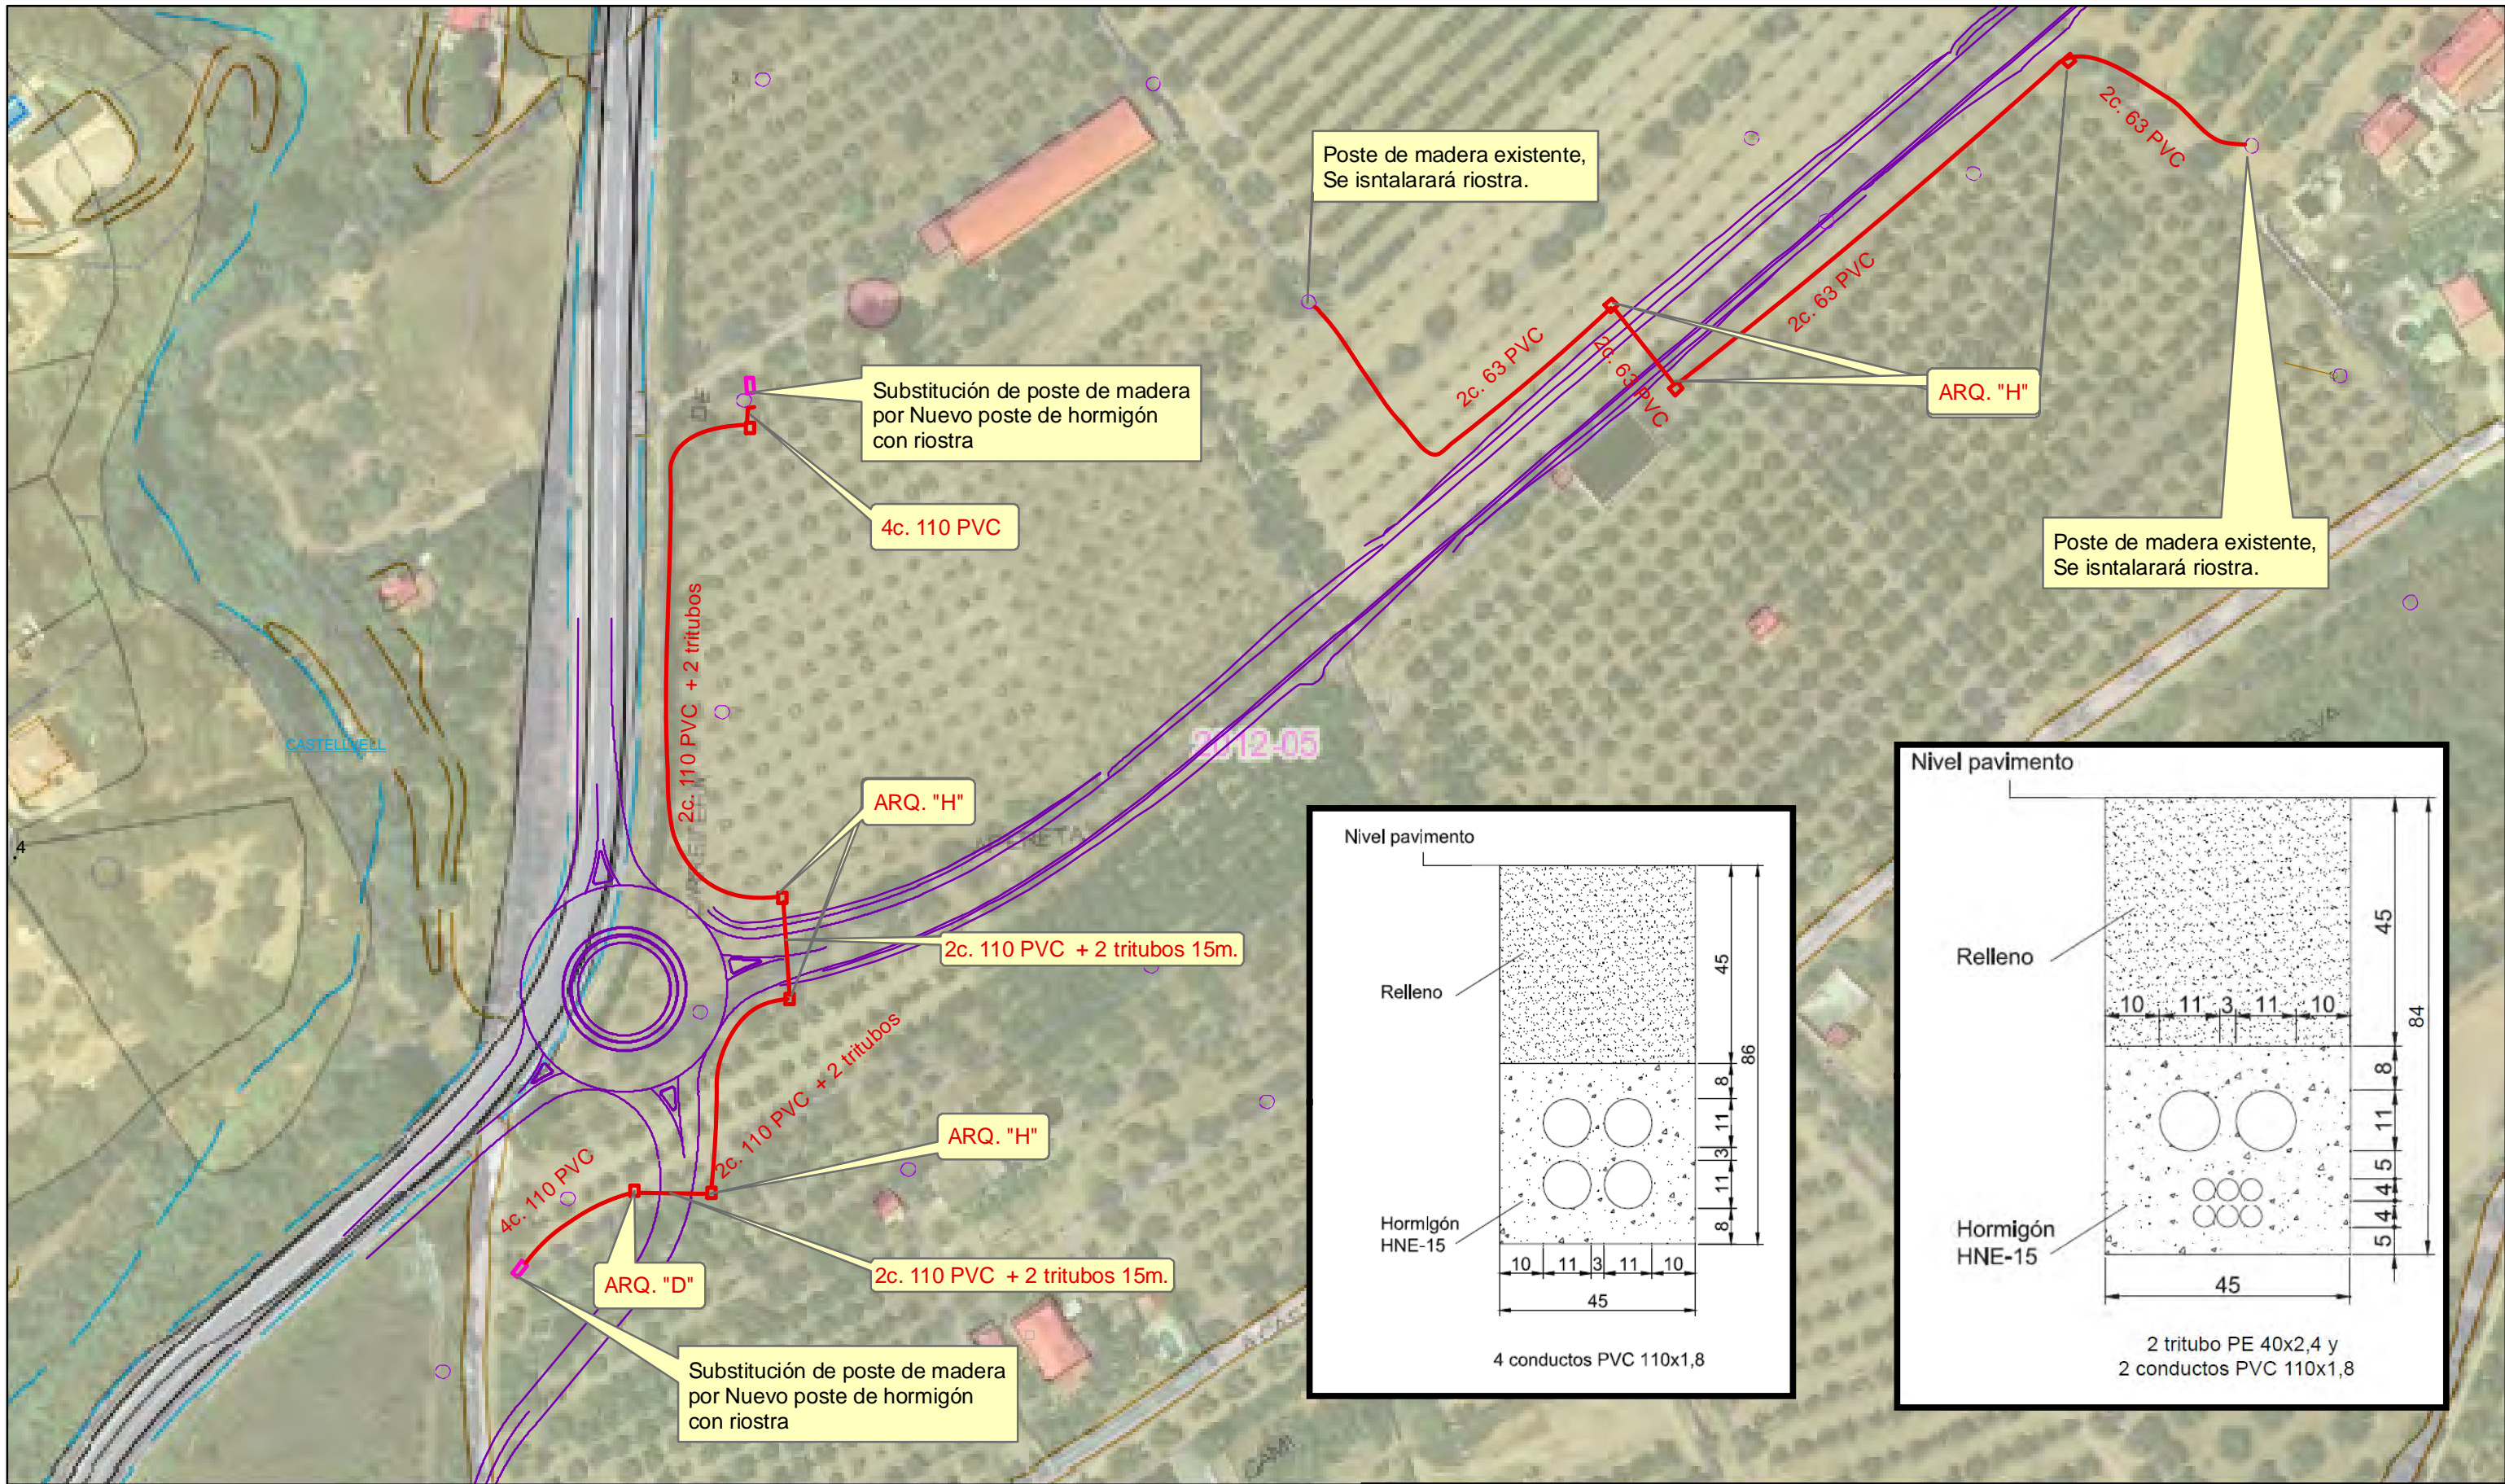 2c. 63 PVC
Poste de madera existente,
Se isntalarará riostra.
2c. 63 PVC
2c. 63 PVC
2c. 63 PVC
ARQ. "H"
Substitución de poste de madera
por Nuevo poste de hormigón
con riostra
DE
4c. 110 PVC
Poste de madera existente,
Se isntalarará riostra.
2c. 110 PVC + 2 tritubos
CASTELLVELL
2012-05
ARQ. "H"
4
2c. 110 PVC + 2 tritubos 15m.
2c. 110 PVC + 2 tritubos
ARQ. "H"
4c. 110 PVC
ARQ. "D"
2c. 110 PVC + 2 tritubos 15m.
Substitución de poste de madera
por Nuevo poste de hormigón
con riostra
CAMI
Nivel pavimento
Relleno
45
86
8
11
3
11
8
Hormigón
HNE-15
10 11 3 11 10
45
4 conductos PVC 110x1,8
Nivel pavimento
Relleno
45
84
10 11 3 11 10
8
11
5
4
4
5
Hormigón
HNE-15
45
2 tritubo PE 40x2,4 y
2 conductos PVC 110x1,8